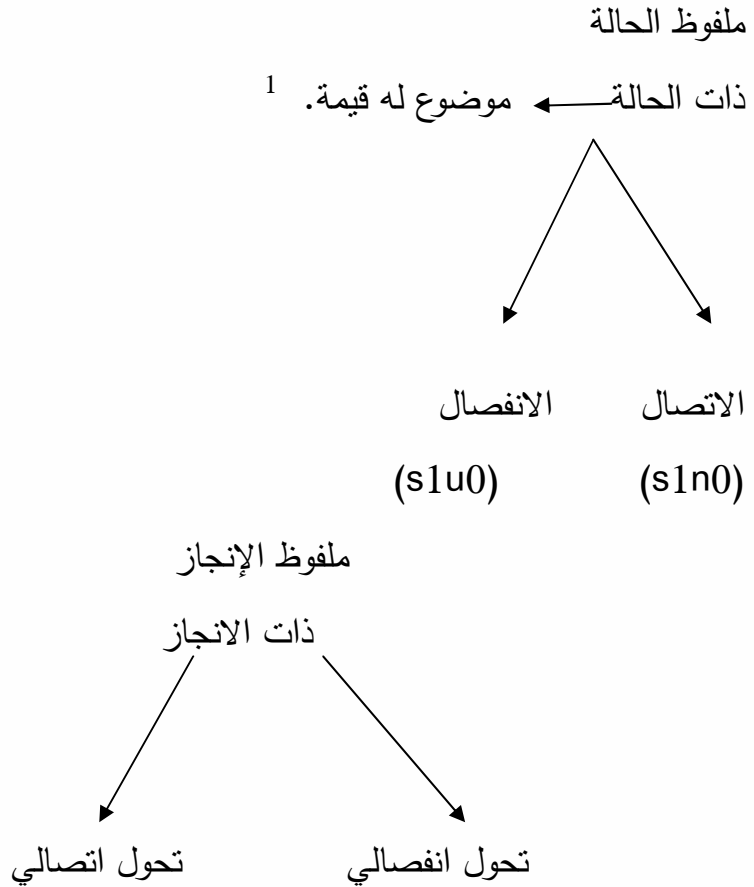 ملفوظ الحالة
ذات الحالة موضوع له قيمة. 1
الاتصال الانفصال
(s1n0) (s1u0)
ملفوظ الإنجاز
ذات الانجاز
تحول انفصالي تحول اتصالي